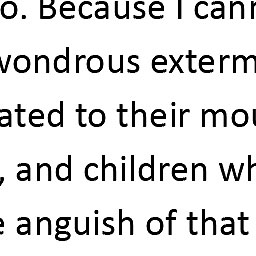 o. Because I cann
wondrous exterm
ated to their mou
, and children wh
e anguish of that